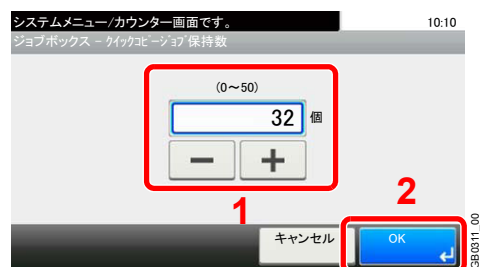 システムメニュー/カウンター画面です。
10:10
ジョブボックス - クイックコピージョブ保持数
(0～50)
32 個
− +
1
2
キャンセル
OK
GB0311_00